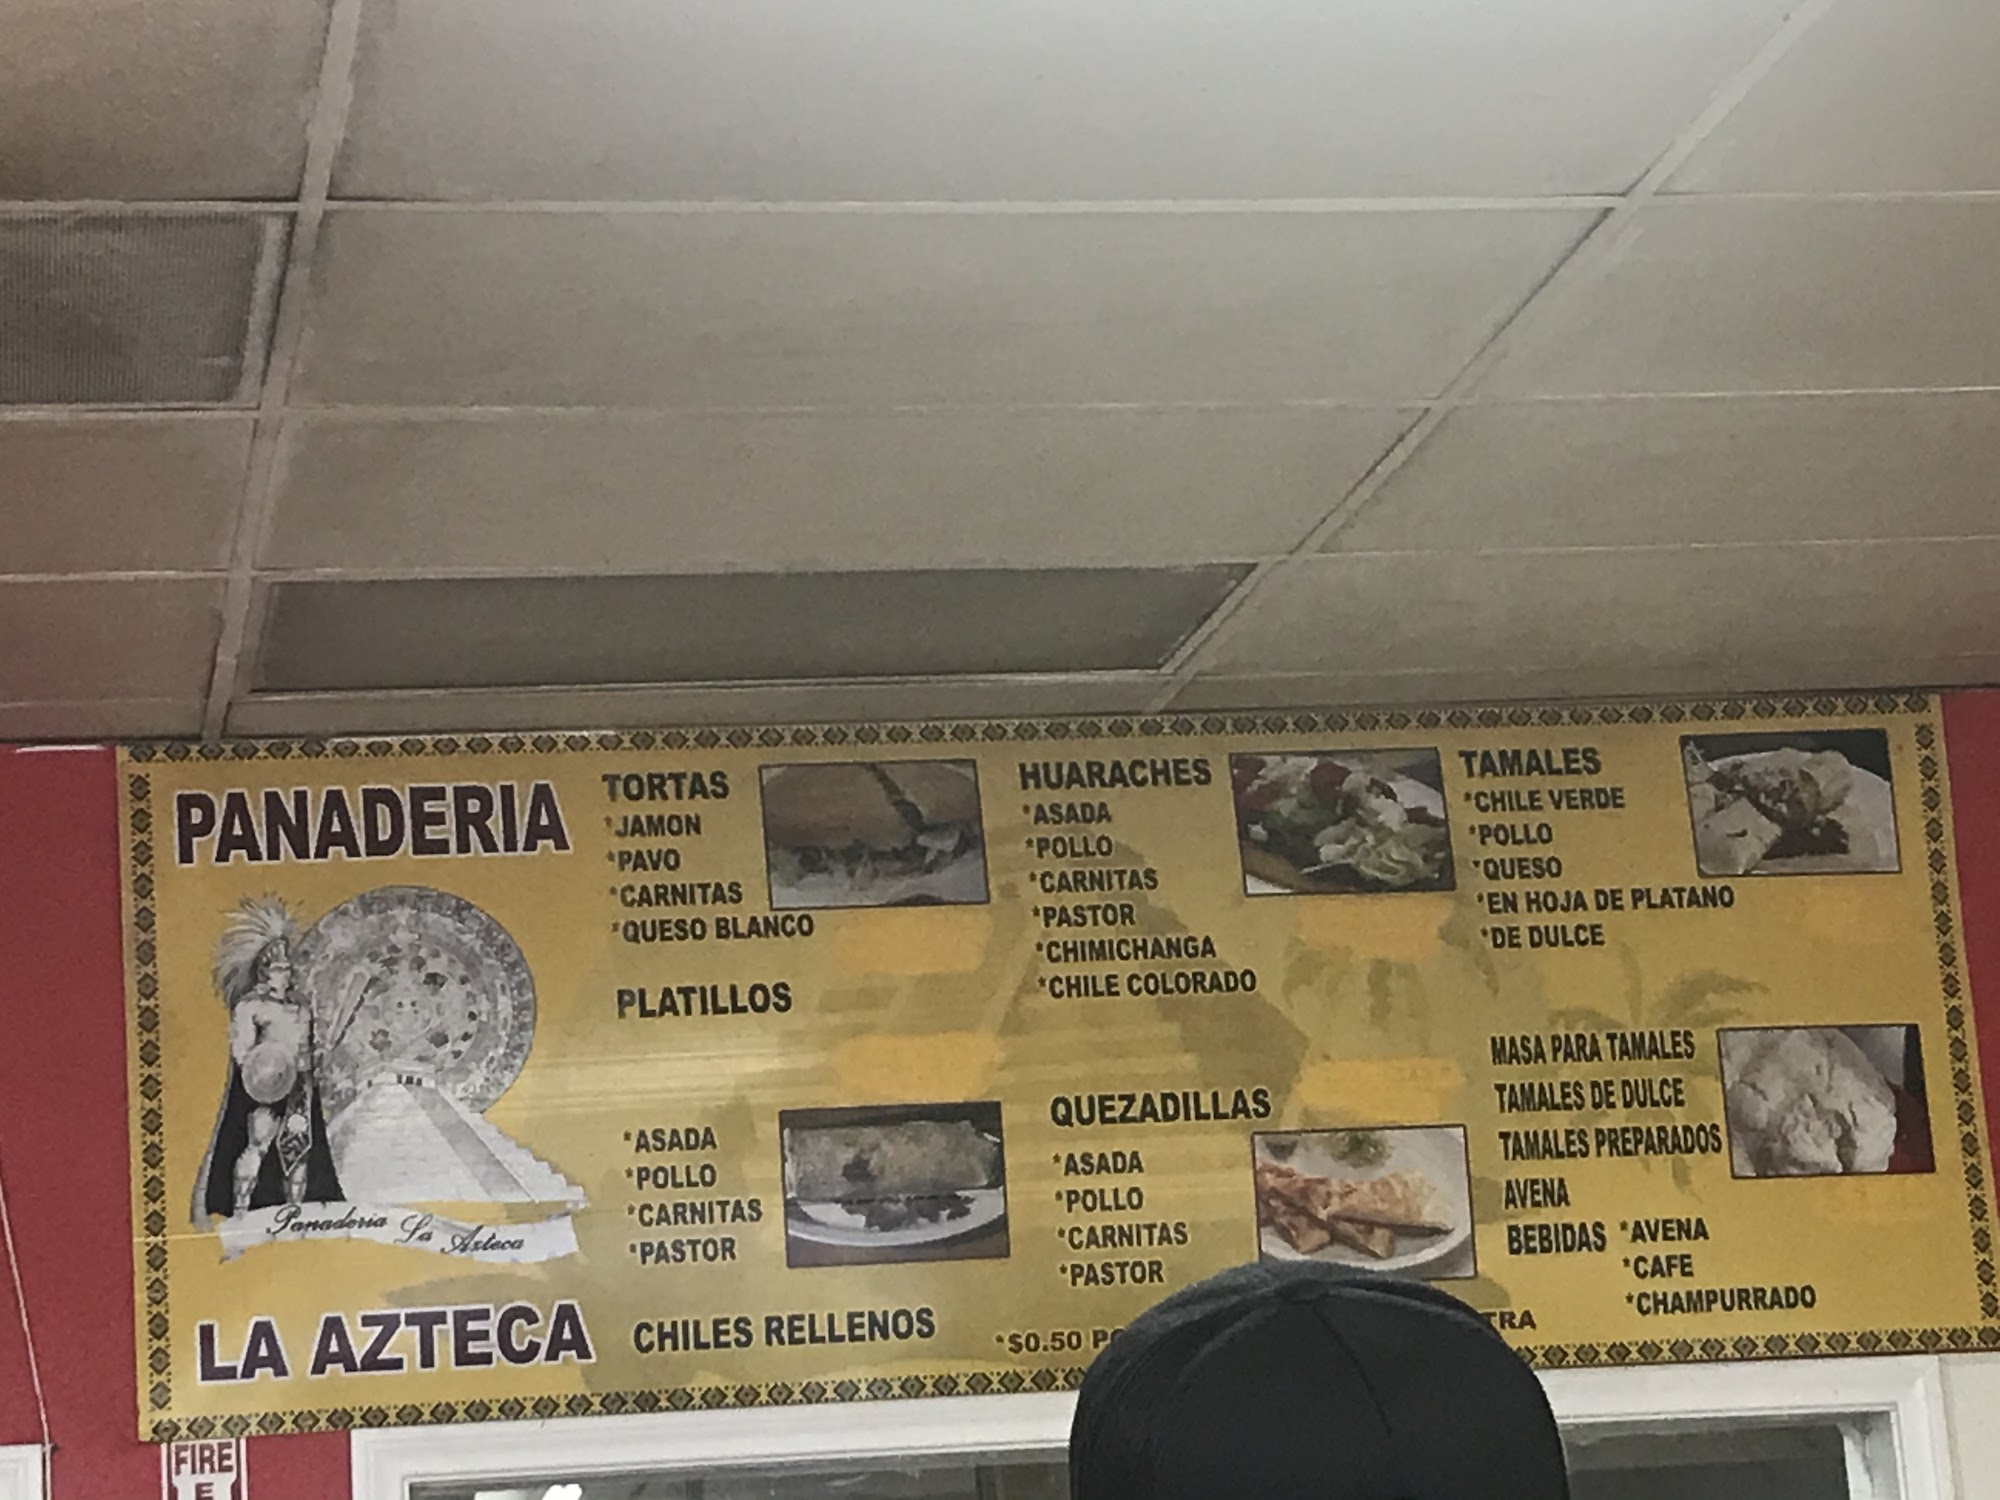 PANADERIA
Panaderia La Azteca
LA AZTECA
TORTAS
*JAMON
*PAVO
*CARNITAS
*QUESO BLANCO
PLATILLOS
*ASADA
*POLLO
*CARNITAS
*PASTOR
CHILES RELLENOS
HUARACHES
*ASADA
*POLLO
*CARNITAS
*PASTOR
*CHIMICHANGA
*CHILE COLORADO
QUEZADILLAS
*ASADA
*POLLO
*CARNITAS
*PASTOR
*$0.50
TAMALES
*CHILE VERDE
*POLLO
*QUESO
*EN HOJA DE PLATANO
*DE DULCE
MASA PARA TAMALES
TAMALES DE DULCE
TAMALES PREPARADOS
AVENA
BEBIDAS *AVENA
*CAFE
*CHAMPURRADO
FIRE